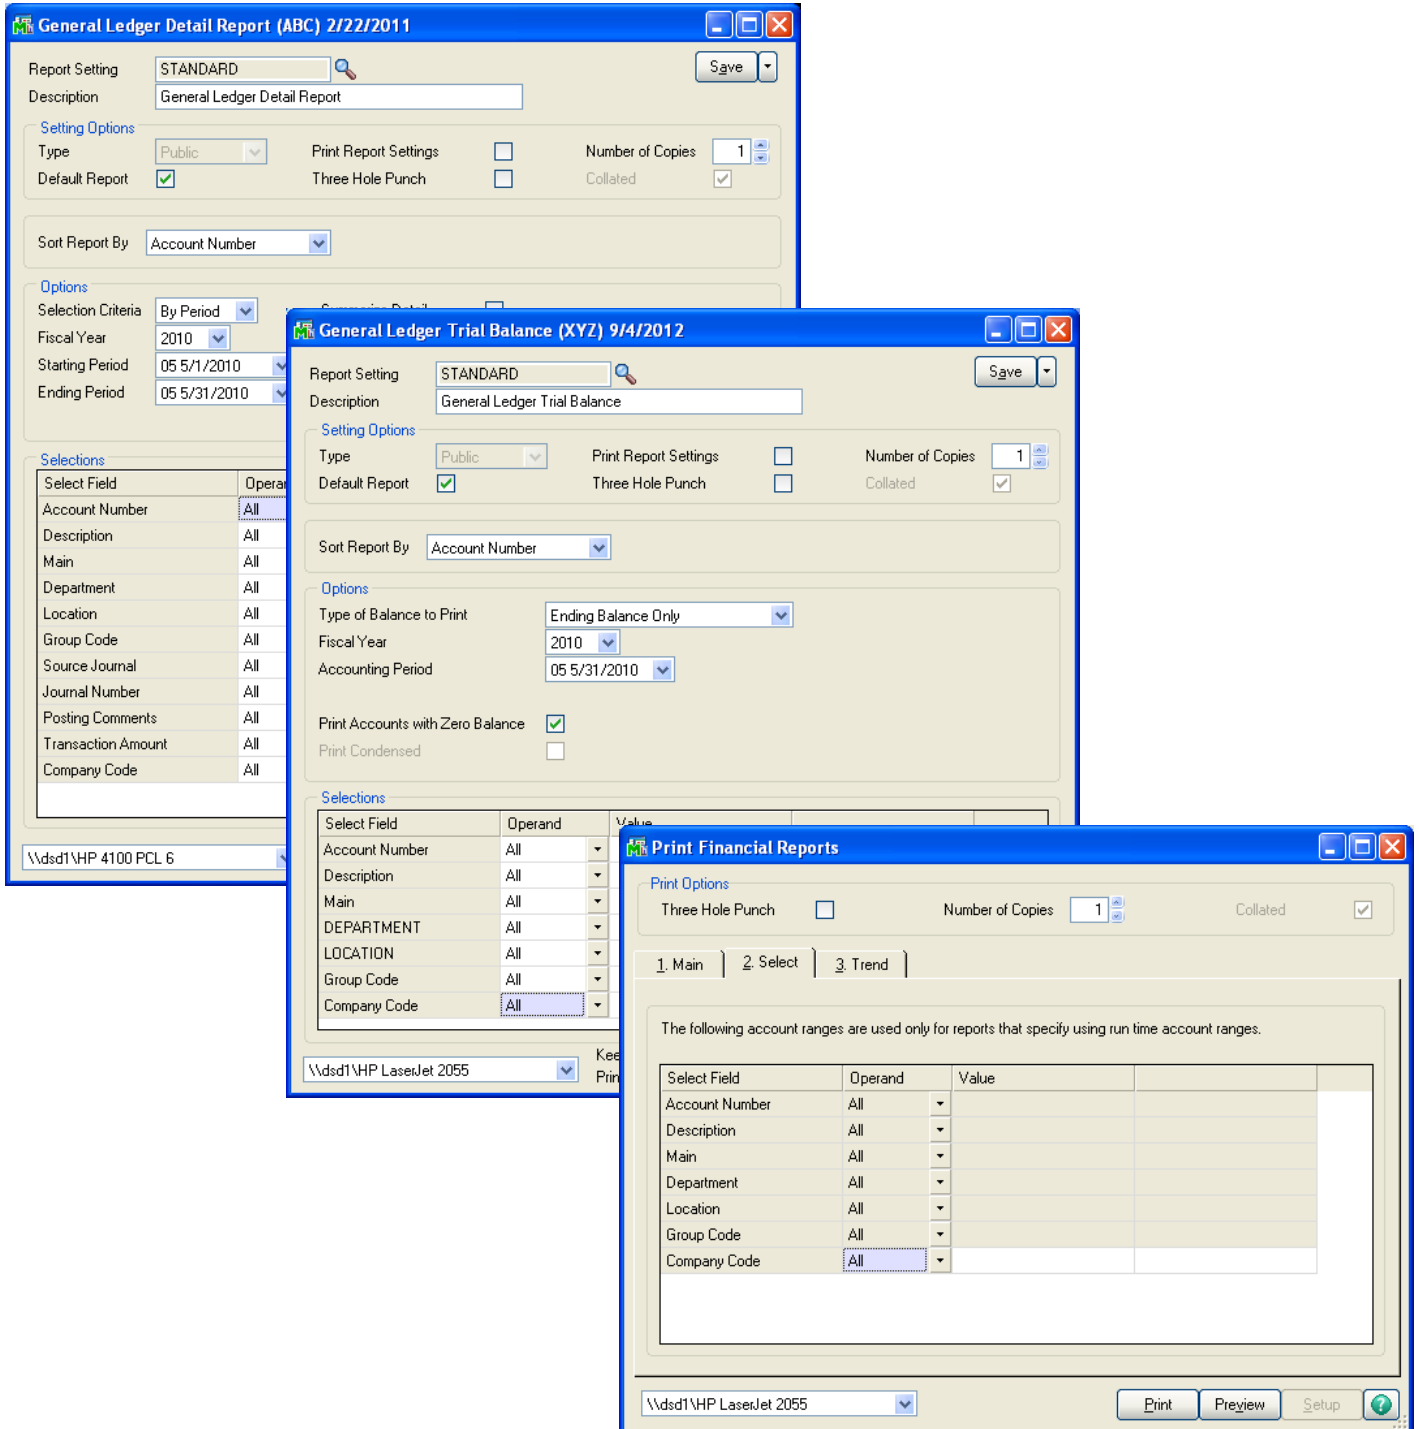 General Ledger Detail Report (ABC) 2/22/2011
Report Setting STANDARD Save
Description General Ledger Detail Report
Setting Options
Type Public Print Report Settings Number of Copies 1
Default Report Three Hole Punch Collated
Sort Report By Account Number
Options
Selection Criteria By Period
Fiscal Year 2010
Starting Period 05 5/1/2010
Ending Period 05 5/31/2010
Selections
Select Field
Account Number All
Description All
Main All
Department All
Location All
Group Code All
Source Journal All
Journal Number All
Posting Comments All
Transaction Amount All
Company Code All
\\dsd1\HP 4100 PCL 6
General Ledger Trial Balance (XYZ) 9/4/2012
Report Setting STANDARD Save
Description General Ledger Trial Balance
Setting Options
Type Public Print Report Settings Number of Copies 1
Default Report Three Hole Punch Collated
Sort Report By Account Number
Options
Type of Balance to Print Ending Balance Only
Fiscal Year 2010
Accounting Period 05 5/31/2010
Print Accounts with Zero Balance
Print Condensed
Selections
Select Field Operand Value
Account Number All
Description All
Main All
DEPARTMENT All
LOCATION All
Group Code All
Company Code All
\\dsd1\HP LaserJet 2055
Print Financial Reports
Print Options
Three Hole Punch Number of Copies 1 Collated
1. Main 2. Select 3. Trend
The following account ranges are used only for reports that specify using run time account ranges.
Select Field Operand Value
Account Number All
Description All
Main All
Department All
Location All
Group Code All
Company Code All
\\dsd1\HP LaserJet 2055 Print Preview Setup ?